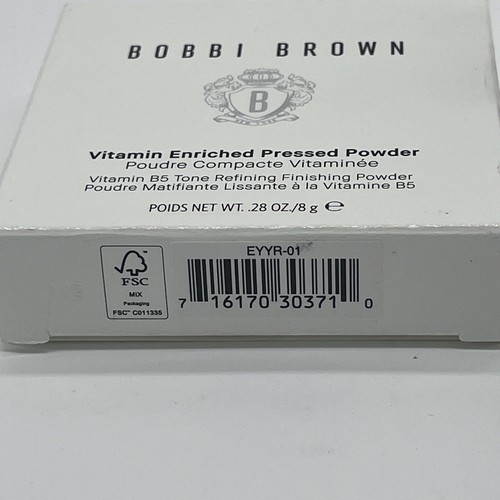 BOBBI BROWN
B
Vitamin Enriched Pressed Powder
Poudre Compacte Vitaminée
Vitamin B5 Tone Refining Finishing Powder
Poudre Matifiante Lissante à la Vitamine B5
POIDS NET WT. .28 OZ./8 g ℮
EYYR-01
FSC
MIX
Packaging
FSC™ C011335
7 16170 30371 0